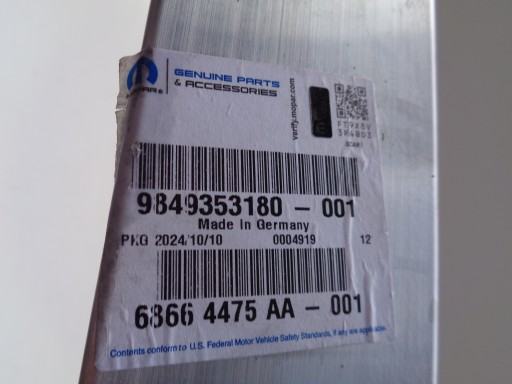 MOPAR®
GENUINE PARTS
& ACCESSORIES
verify.mopar.com
9849353180 - 001
Made In Germany
PKG 2024/10/10 0004919 12
6866 4475 AA - 001
Contents conform to U.S. Federal Motor Vehicle Safety Standards, if any are applicable.